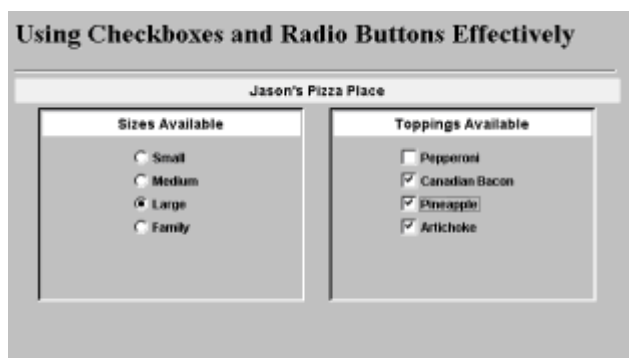 Using Checkboxes and Radio Buttons Effectively
Jason's Pizza Place
Sizes Available
Small
Medium
Large
Family
Toppings Available
Pepperoni
Canadian Bacon
Pineapple
Artichoke